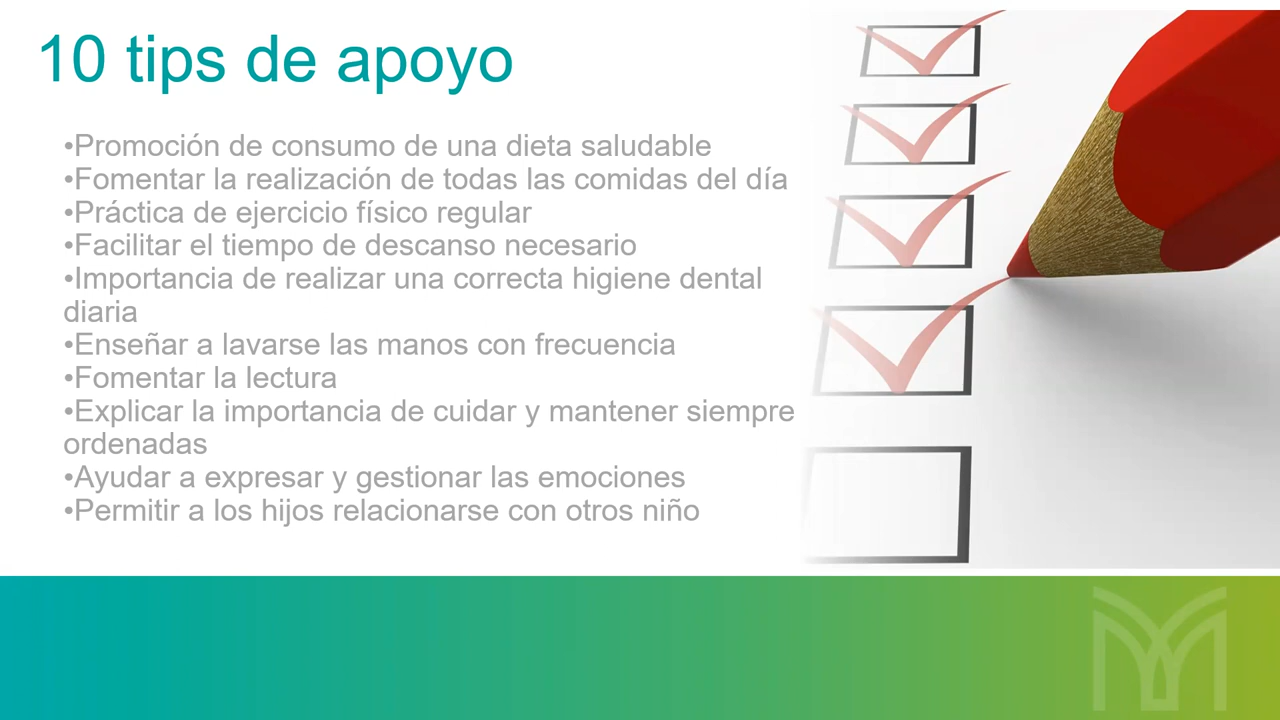 10 tips de apoyo
•Promoción de consumo de una dieta saludable
•Fomentar la realización de todas las comidas del día
•Práctica de ejercicio físico regular
•Facilitar el tiempo de descanso necesario
•Importancia de realizar una correcta higiene dental
diaria
•Enseñar a lavarse las manos con frecuencia
•Fomentar la lectura
•Explicar la importancia de cuidar y mantener siempre
ordenadas
•Ayudar a expresar y gestionar las emociones
•Permitir a los hijos relacionarse con otros niño